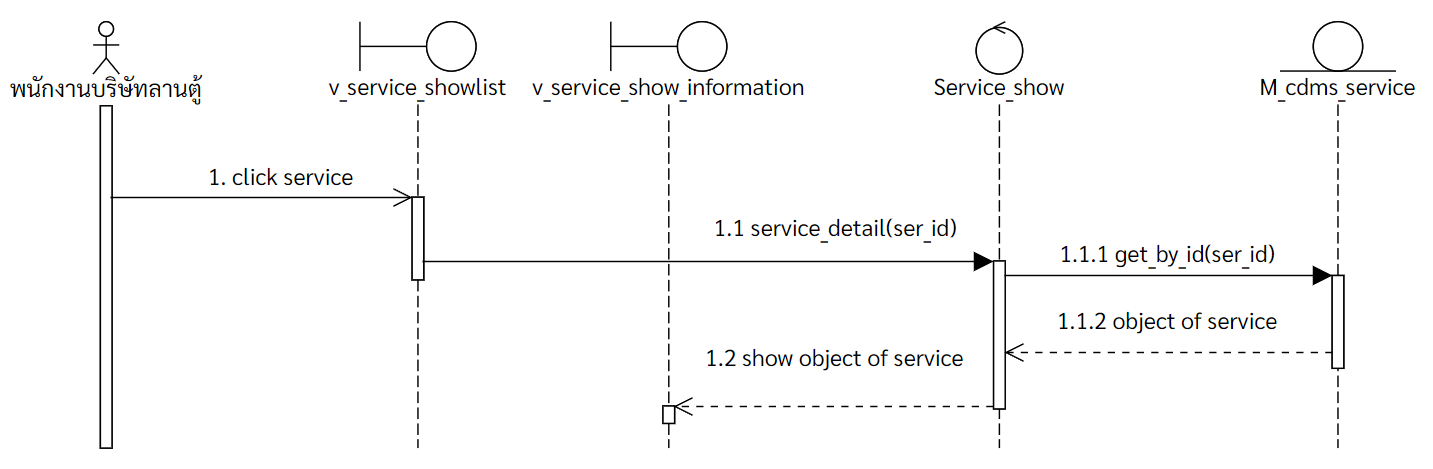 พนักงานบริษัทลานตู้
v_service_showlist
v_service_show_information
Service_show
M_cdms_service
1. click service
1.1 service_detail(ser_id)
1.1.1 get_by_id(ser_id)
1.1.2 object of service
1.2 show object of service